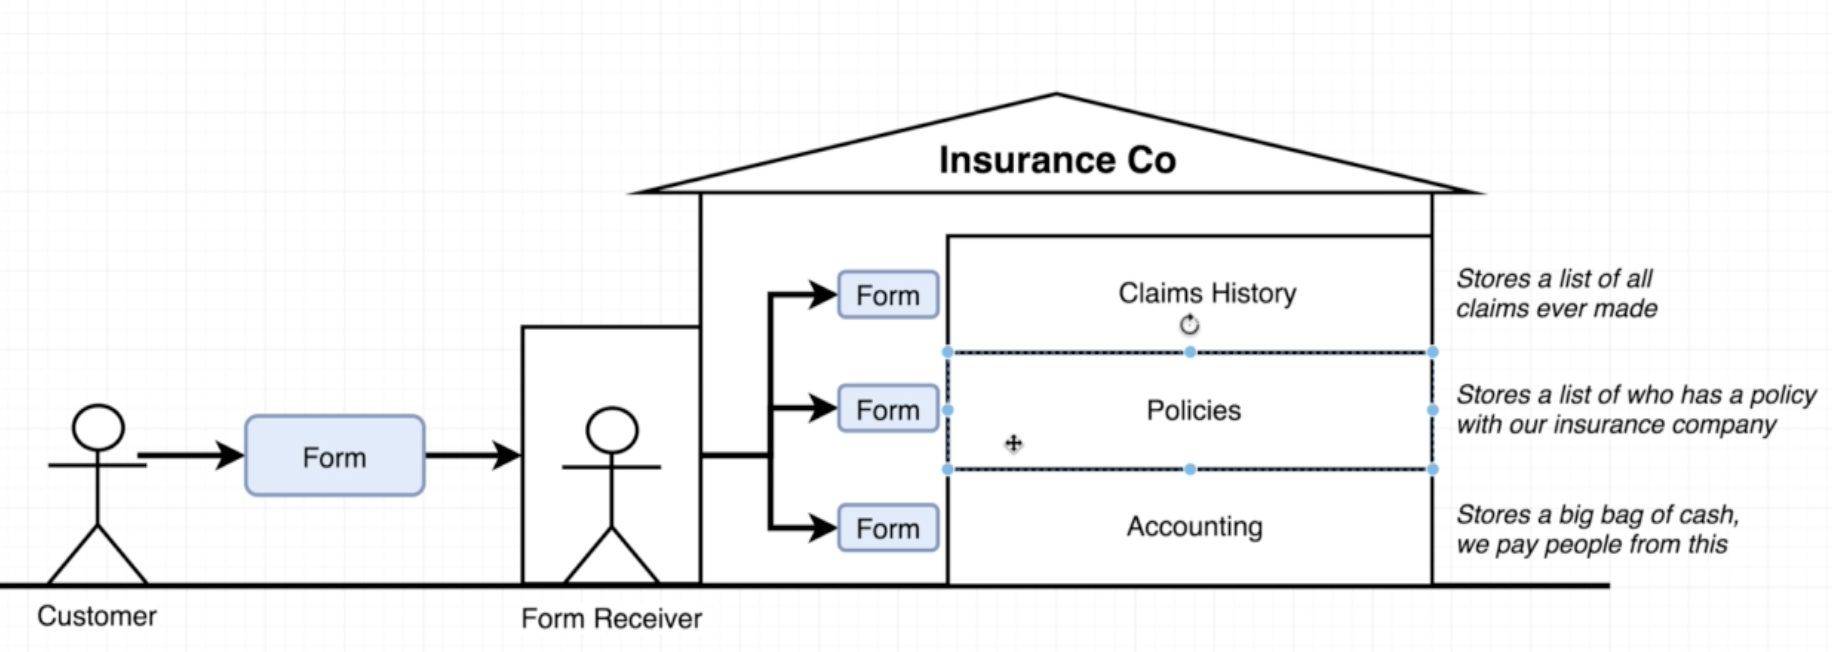 Insurance Co
Form
Claims History
Stores a list of all
claims ever made
Form
Policies
Stores a list of who has a policy
with our insurance company
Form
Form
Accounting
Stores a big bag of cash,
we pay people from this
Customer
Form Receiver